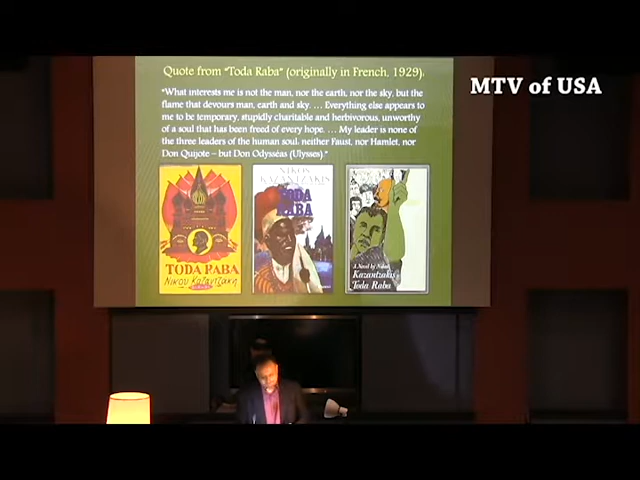 Quote from "Toda Raba" (originally in French, 1929).
MTV of USA
"What interests me is not the man, nor the earth, nor the sky, but the
flame that devours man, earth and sky. ... Everything else appears to
me to be temporary, stupidly charitable and herbivorous, unworthy
of a soul that has been freed of every hope. ... My leader is none of
the three leaders of the human soul, neither Faust, nor Hamlet, nor
Don Quijote – but Don Odysséas (Ulysses)."
TODA RABA
NIKOS
KAZANTZAKIS
TODA
RABA
A Novel by Nikos
Kazantzakis
Toda Raba